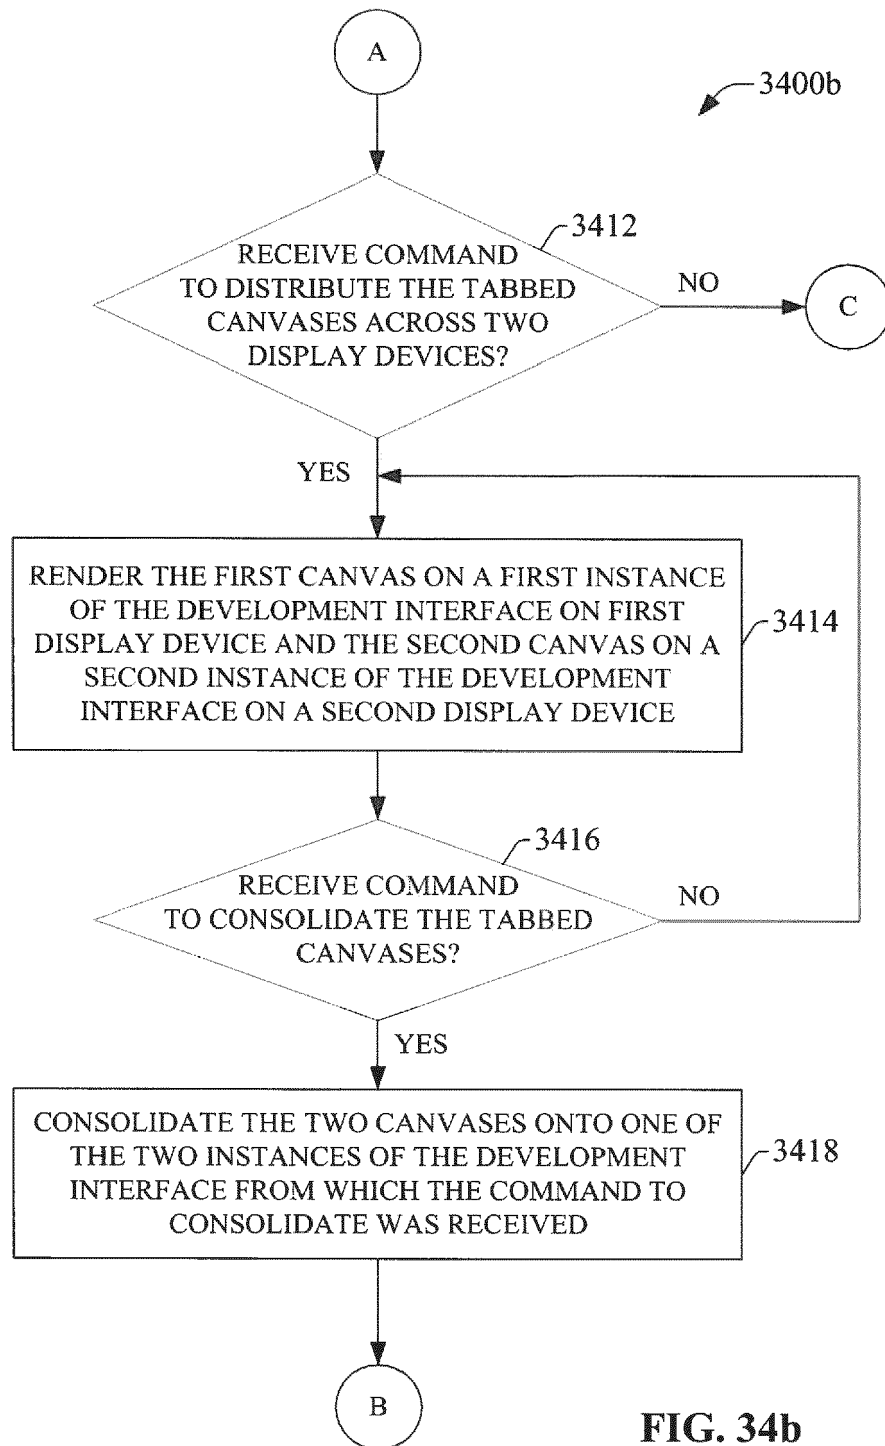 A
3400b
3412
RECEIVE COMMAND
TO DISTRIBUTE THE TABBED
CANVASES ACROSS TWO
DISPLAY DEVICES?
NO
C
YES
RENDER THE FIRST CANVAS ON A FIRST INSTANCE
OF THE DEVELOPMENT INTERFACE ON FIRST
DISPLAY DEVICE AND THE SECOND CANVAS ON A
SECOND INSTANCE OF THE DEVELOPMENT
INTERFACE ON A SECOND DISPLAY DEVICE
3414
3416
RECEIVE COMMAND
TO CONSOLIDATE THE TABBED
CANVASES?
NO
YES
CONSOLIDATE THE TWO CANVASES ONTO ONE OF
THE TWO INSTANCES OF THE DEVELOPMENT
INTERFACE FROM WHICH THE COMMAND TO
CONSOLIDATE WAS RECEIVED
3418
B
FIG. 34b